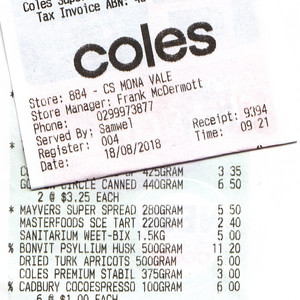 Coles
Tax Invoice ABN:
coles
Store: 884 - CS MONA VALE
Store Manager: Frank McDermott
Phone: 0299973877
Served By: Samwel
Register: 004 Receipt: 9394
Date: 18/08/2018 Time: 09 21
425GRAM 3 35
CIRCLE CANNED 440GRAM 6 50
2 @ $3.25 EACH
* MAYVERS SUPER SPREAD 280GRAM 5 50
MASTERFOODS SCE TART 220GRAM 2 40
SANITARIUM WEET-BIX 1.5KG 5 00
% BONVIT PSYLLIUM HUSK 500GRAM 11 20
DRIED TURK APRICOTS 500GRAM 5 00
COLES PREMIUM STABIL 375GRAM 3 00
% CADBURY COCOESPRESSO 100GRAM 6 00
6 @ $1.00 EACH